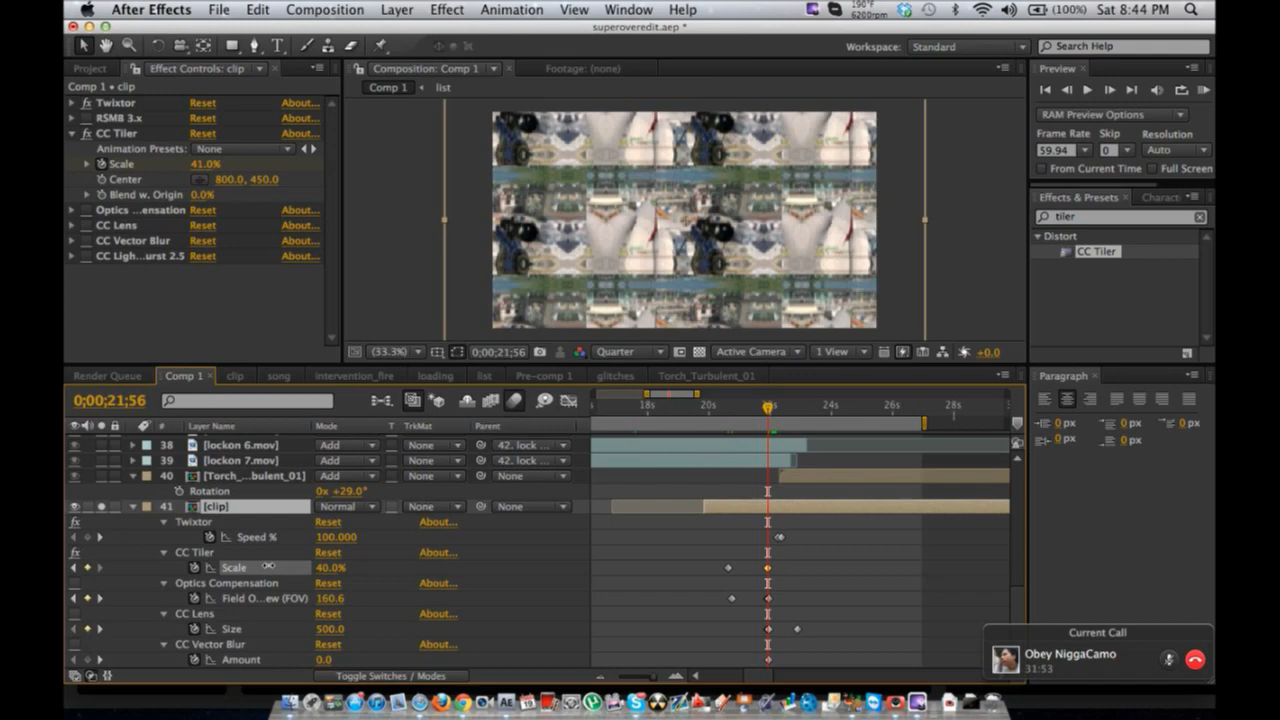 After Effects File Edit Composition Layer Effect Animation View Window Help 190°F 6200rpm (100%) Sat 8:44 PM
superoveredit.aep *
Workspace: Standard Search Help
Project Effect Controls: clip Composition: Comp 1 Footage: (none) Preview
Comp 1 • clip Comp 1 list
fx Twixtor Reset About...
RSMB 3.x Reset About...
fx CC Tiler Reset About...
Animation Presets: None
Scale 41.0%
Center 800.0, 450.0
Blend w. Origin 0.0%
Optics ...ensation Reset About...
CC Lens Reset About...
CC Vector Blur Reset About...
CC Ligh...urst 2.5 Reset About...
RAM Preview Options
Frame Rate Skip Resolution
59.94 0 Auto
From Current Time Full Screen
Effects & Presets Charact
tiler
Distort
CC Tiler
(33.3%) 0;00;21;56 Quarter Active Camera 1 View +0.0
Render Queue Comp 1 clip song intervention_fire loading list Pre-comp 1 glitches Torch_Turbulent_01 Paragraph
0;00;21;56 18s 20s 24s 26s 28s
# Layer Name Mode T TrkMat Parent
38 [lockon 6.mov] Add None 42. lock ...
39 [lockon 7.mov] Add None 42. lock ...
40 [Torch_...bulent_01] Add None None
Rotation 0x +29.0°
41 [clip] Normal None None
fx Twixtor Reset About...
Speed % 100.000
fx CC Tiler Reset About...
Scale 40.0%
Optics Compensation Reset About...
Field O...ew (FOV) 160.6
CC Lens Reset About...
Size 500.0
CC Vector Blur Reset About...
Amount 0.0
Toggle Switches / Modes
0 px 0 px 0 px
0 px 0 px
Current Call
Obey NiggaCamo
31:53